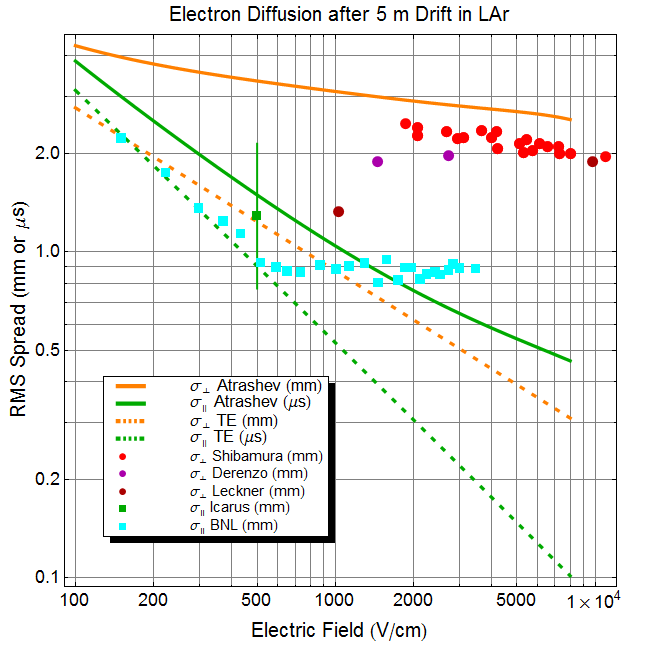 Electron Diffusion after 5 m Drift in LAr
RMS Spread (mm or μs)
2.0
1.0
0.5
0.2
0.1
σ⊥ Atrashev (mm)
σ∥ Atrashev (μs)
σ⊥ TE (mm)
σ∥ TE (μs)
σ⊥ Shibamura (mm)
σ⊥ Derenzo (mm)
σ⊥ Leckner (mm)
σ∥ Icarus (mm)
σ∥ BNL (mm)
100 200 500 1000 2000 5000 1×10⁴
Electric Field (V/cm)